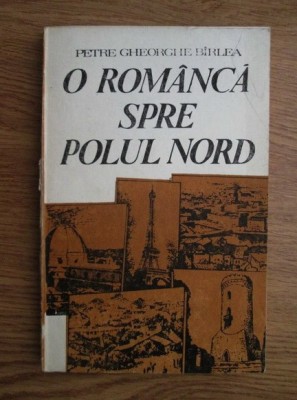 PETRE GHEORGHE BÎRLEA
O ROMÂNCĂ
SPRE
POLUL NORD